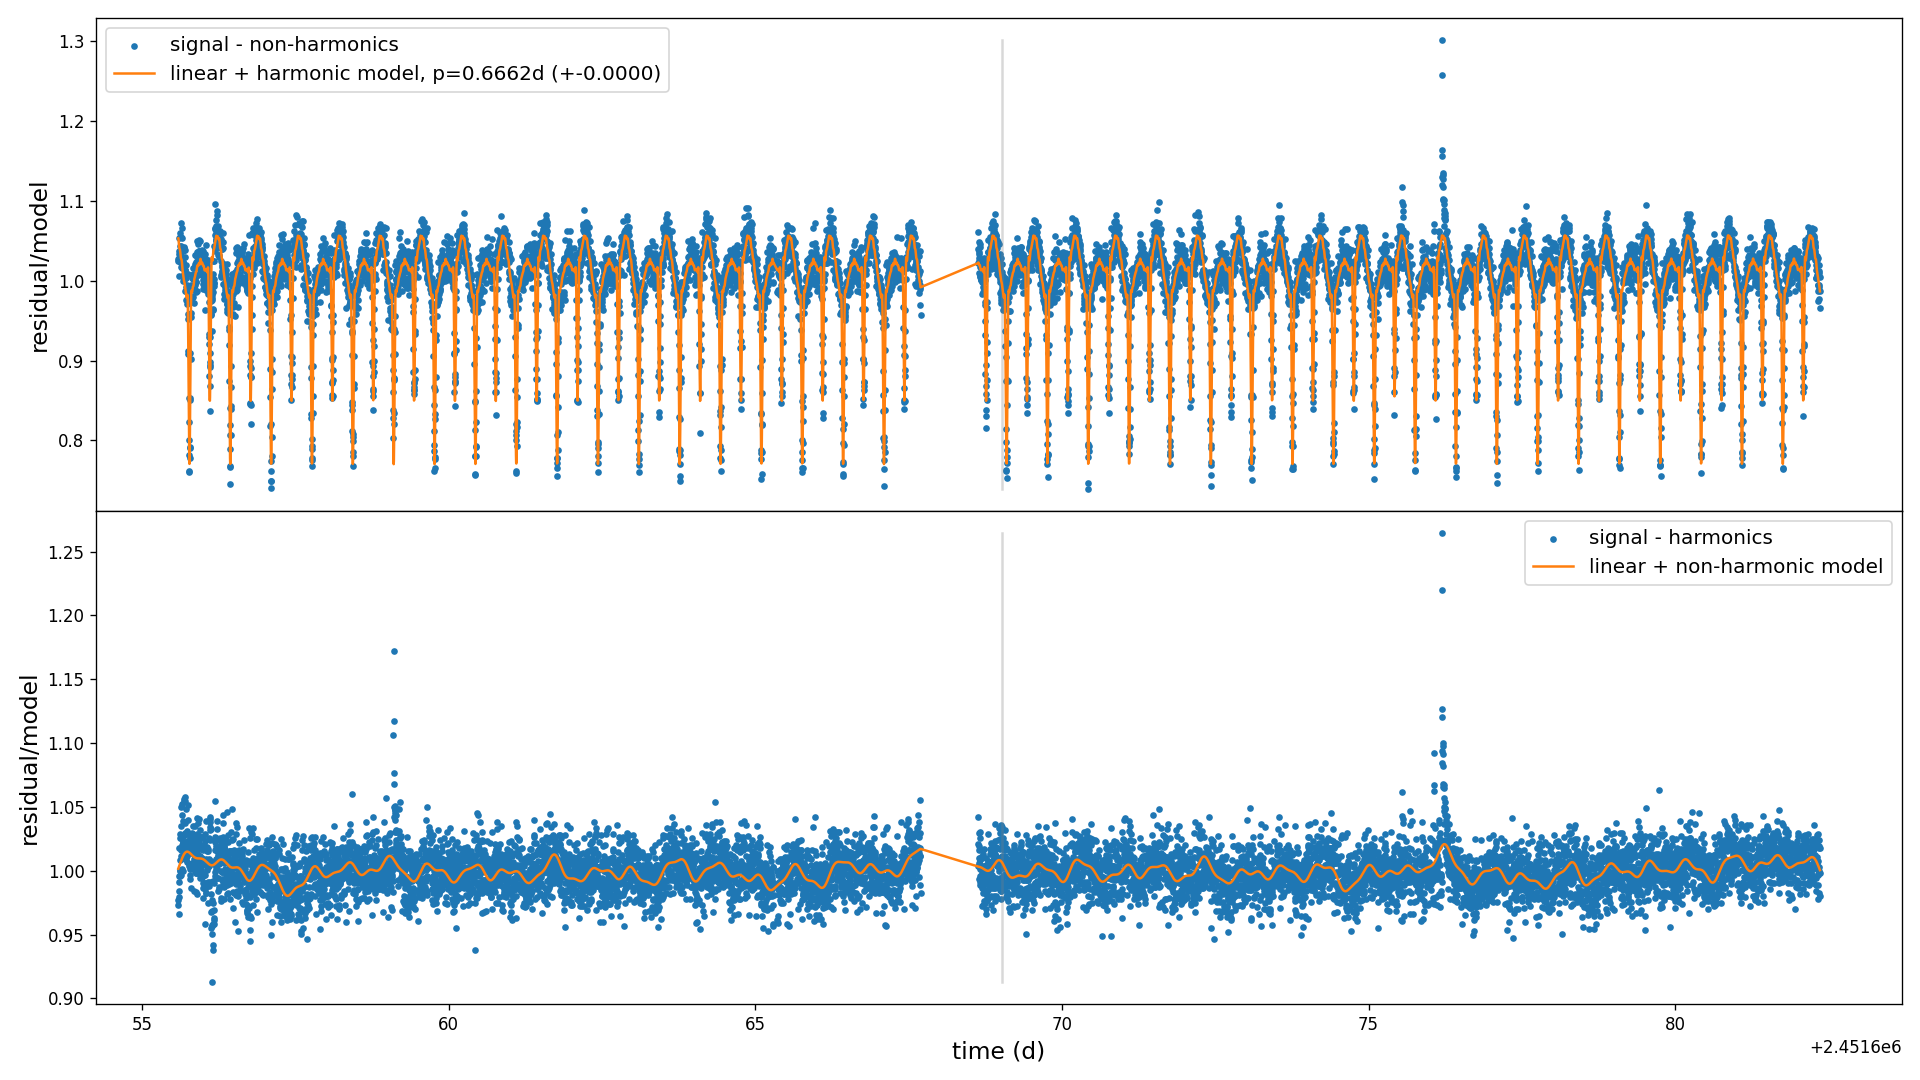 signal - non-harmonics
linear + harmonic model, p=0.6662d (+-0.0000)
1.3
1.2
1.1
1.0
0.9
0.8
residual/model
signal - harmonics
linear + non-harmonic model
1.25
1.20
1.15
1.10
1.05
1.00
0.95
0.90
residual/model
55
60
65
70
75
80
time (d)
+2.4516e6